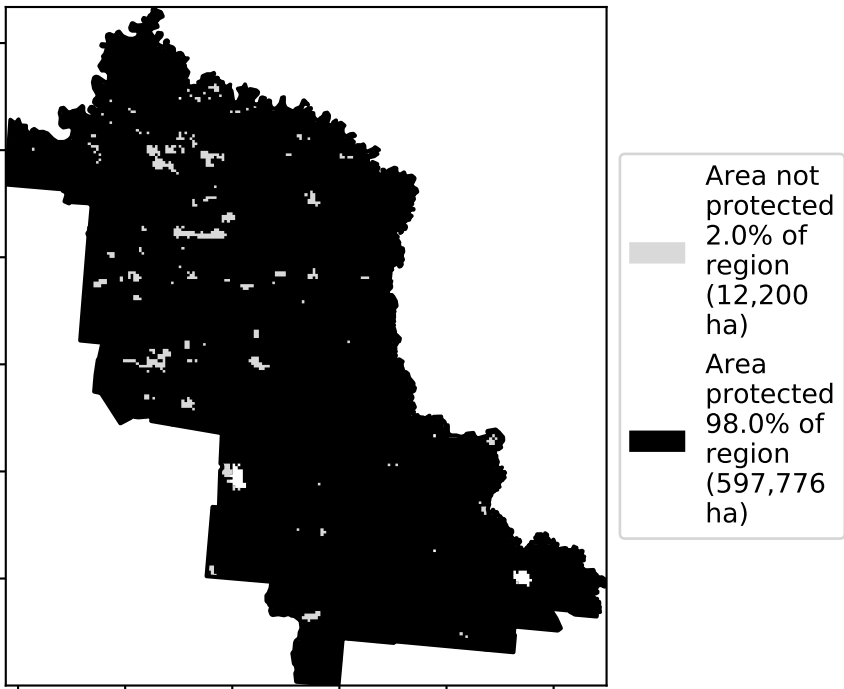 Area not
protected
2.0% of
region
(12,200
ha)
Area
protected
98.0% of
region
(597,776
ha)